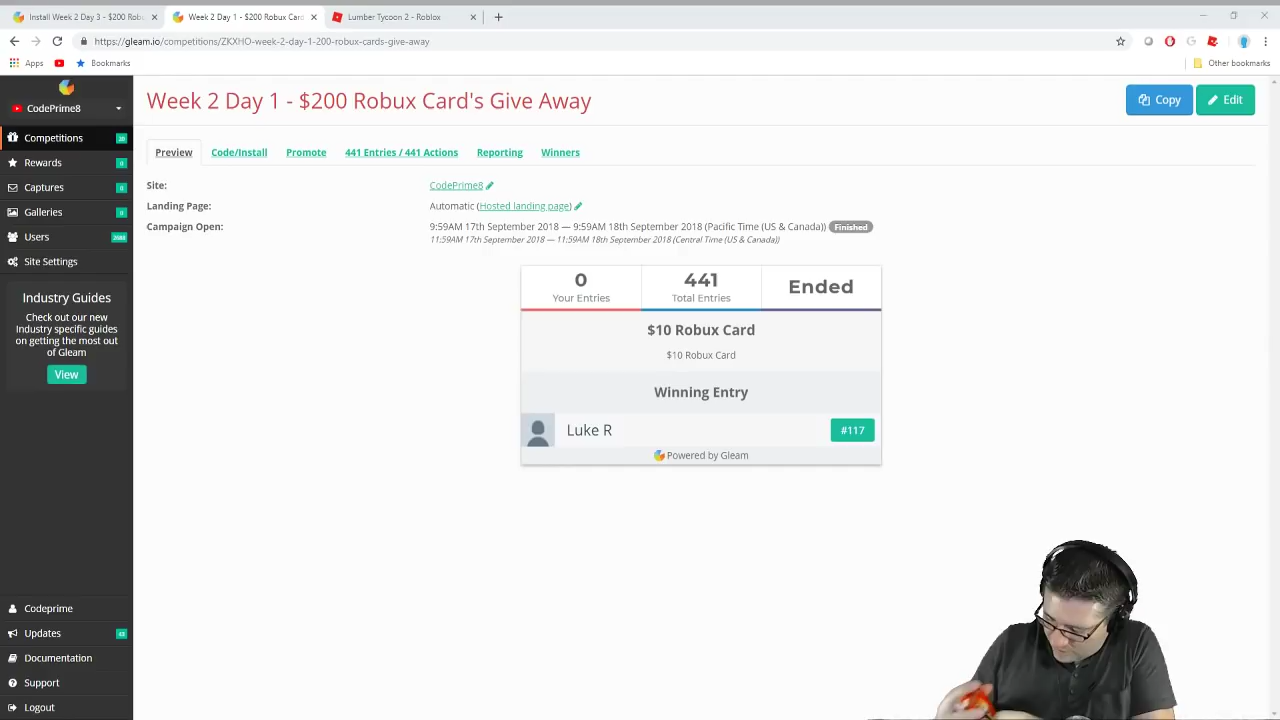 Install Week 2 Day 3 - $200 Robux
Week 2 Day 1 - $200 Robux Card
Lumber Tycoon 2 - Roblox
https://gleam.io/competitions/ZKXHO-week-2-day-1-200-robux-cards-give-away
Apps
Bookmarks
Other bookmarks
CodePrime8
Competitions 20
Rewards 0
Captures 0
Galleries 0
Users 2680
Site Settings
Industry Guides
Check out our new
Industry specific guides
on getting the most out
of Gleam
View
Codeprime
Updates 43
Documentation
Support
Logout
Week 2 Day 1 - $200 Robux Card's Give Away
Copy
Edit
Preview Code/Install Promote 441 Entries / 441 Actions Reporting Winners
Site: CodePrime8
Landing Page: Automatic (Hosted landing page)
Campaign Open: 9:59AM 17th September 2018 — 9:59AM 18th September 2018 (Pacific Time (US & Canada)) Finished
11:59AM 17th September 2018 — 11:59AM 18th September 2018 (Central Time (US & Canada))
0 441 Ended
Your Entries Total Entries
$10 Robux Card
$10 Robux Card
Winning Entry
Luke R #117
Powered by Gleam